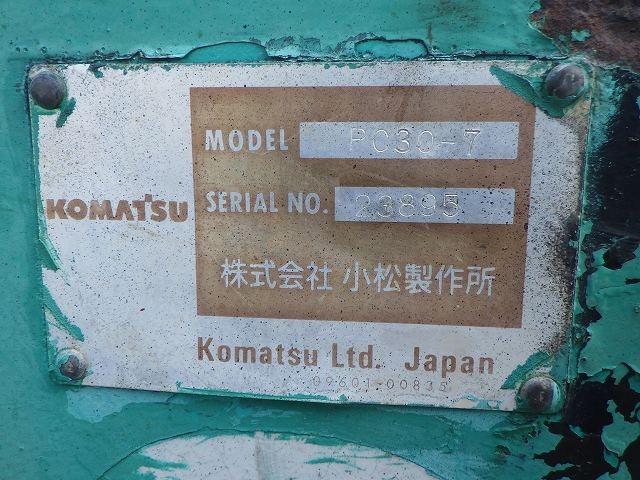 MODEL PC30-7
KOMATSU
SERIAL NO. 23895
株式会社 小松製作所
Komatsu Ltd. Japan
09601-00835